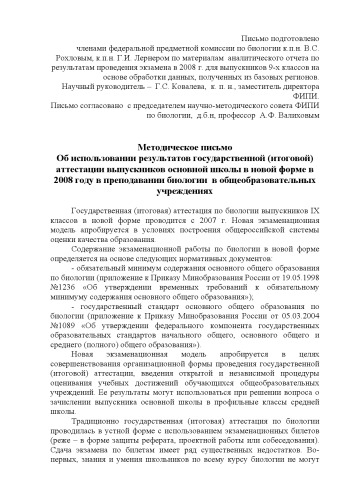 Письмо подготовлено
членами федеральной предметной комиссии по биологии к.п.н. В.С.
Рохловым, к.п.н. Г.И. Лернером по материалам аналитического отчета по
результатам проведения экзамена в 2008 г. для выпускников 9-х классов на
основе обработки данных, полученных из базовых регионов.
Научный руководитель – Г.С. Ковалева, к. п. н., заместитель директора
ФИПИ.
Письмо согласовано с председателем научно-методического совета ФИПИ
по биологии, д.б.н, профессор А.Ф. Валиховым
Методическое письмо
Об использовании результатов государственной (итоговой)
аттестации выпускников основной школы в новой форме в
2008 году в преподавании биологии в общеобразовательных
учреждениях
Государственная (итоговая) аттестация по биологии выпускников IX
классов в новой форме проводится с 2007 г. Новая экзаменационная
модель апробируется в условиях построения общероссийской системы
оценки качества образования.
Содержание экзаменационной работы по биологии в новой форме
определяется на основе следующих нормативных документов.
- обязательный минимум содержания основного общего образования
по биологии (приложение к Приказу Минобразования России от 19.05.1998
№1236 «Об утверждении временных требований к обязательному
минимуму содержания основного общего образования»);
- государственный стандарт основного общего образования по
биологии (приложение к Приказу Минобразования России от 05.03.2004
№1089 «Об утверждении федерального компонента государственных
образовательных стандартов начального общего, основного общего и
среднего (полного) общего образования»).
Новая экзаменационная модель апробируется в целях
совершенствования организационной формы проведения государственной
(итоговой) аттестации, введения открытой и независимой процедуры
оценивания учебных достижений обучающихся общеобразовательных
учреждений. Ее результаты могут использоваться при решении вопроса о
зачислении выпускника основной школы в профильные классы средней
школы.
Традиционно государственная (итоговая) аттестация по биологии
проводилась в устной форме с использованием экзаменационных билетов
(реже – в форме защиты реферата, проектной работы или собеседования).
Сдача экзамена по билетам имеет ряд существенных недостатков. Во-
первых, знания и умения школьников по всему курсу биологии не могут